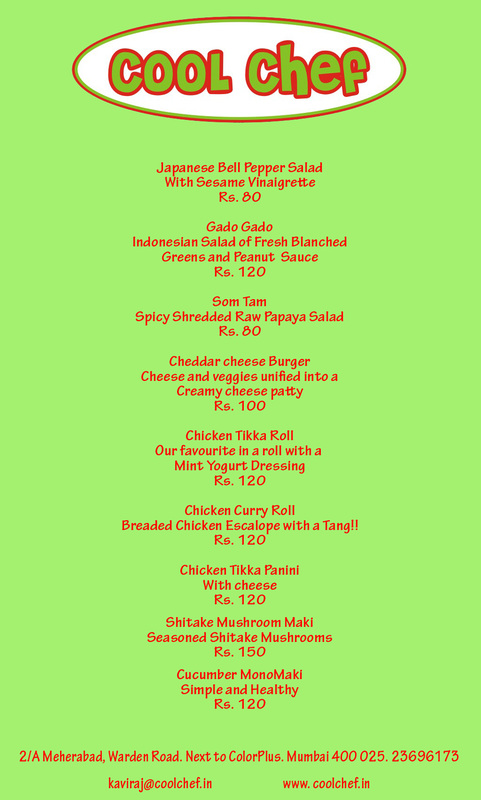 COOL Chef
Japanese Bell Pepper Salad
With Sesame Vinaigrette
Rs. 80
Gado Gado
Indonesian Salad of Fresh Blanched
Greens and Peanut Sauce
Rs. 120
Som Tam
Spicy Shredded Raw Papaya Salad
Rs. 80
Cheddar cheese Burger
Cheese and veggies unified into a
Creamy cheese patty
Rs. 100
Chicken Tikka Roll
Our favourite in a roll with a
Mint Yogurt Dressing
Rs. 120
Chicken Curry Roll
Breaded Chicken Escalope with a Tang!!
Rs. 120
Chicken Tikka Panini
With cheese
Rs. 120
Shitake Mushroom Maki
Seasoned Shitake Mushrooms
Rs. 150
Cucumber MonoMaki
Simple and Healthy
Rs. 120
2/A Meherabad, Warden Road. Next to ColorPlus. Mumbai 400 025. 23696173
kaviraj@coolchef.in www. coolchef.in